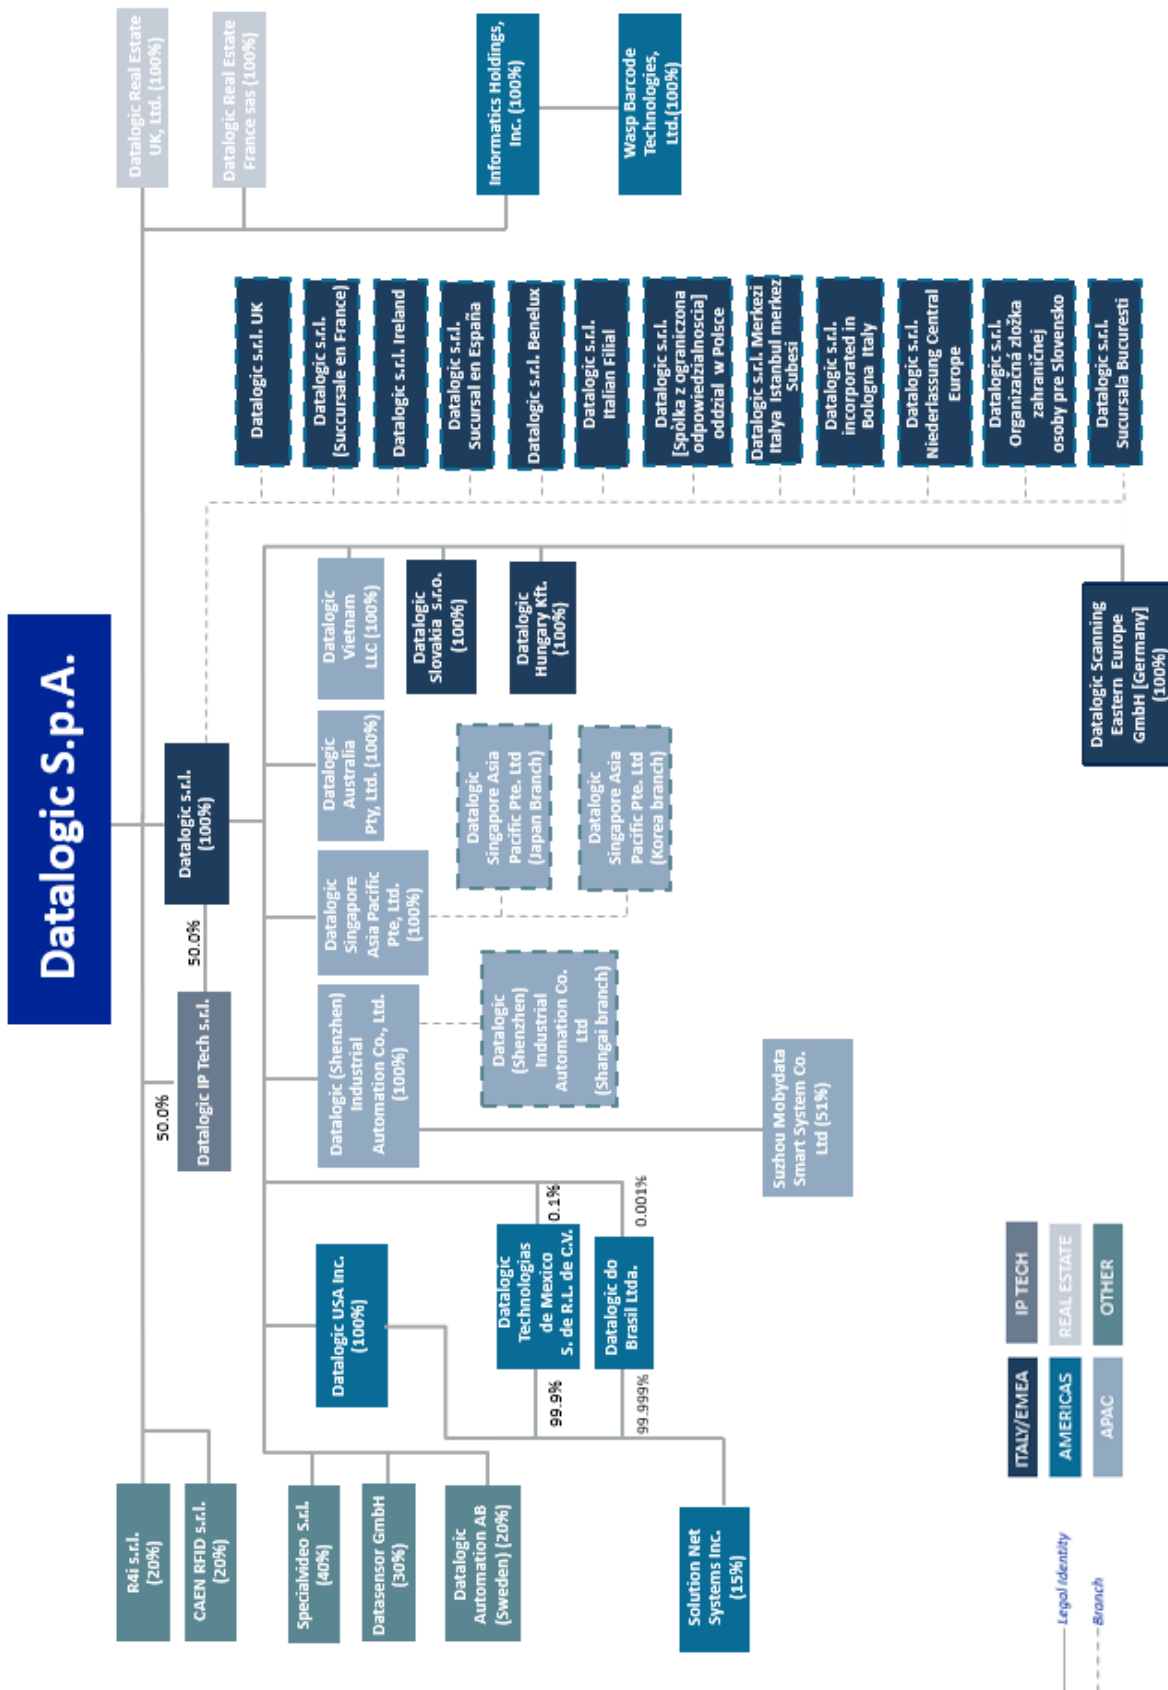 Datalogic S.p.A.
R4i s.r.l.
(20%)
CAEN RFID s.r.l.
(20%)
50.0%
Datalogic IP Tech s.r.l.
50.0%
Datalogic s.r.l.
(100%)
Datalogic Real Estate
UK, Ltd. (100%)
Datalogic Real Estate
France sas (100%)
Informatics Holdings,
Inc. (100%)
Wasp Barcode
Technologies,
Ltd.(100%)
Datalogic s.r.l. UK
Datalogic s.r.l.
(Succursale en France)
Datalogic s.r.l. Ireland
Datalogic s.r.l.
Sucursal en España
Datalogic s.r.l. Benelux
Datalogic s.r.l.
Italian Filial
Datalogic s.r.l.
[Spòlka z ograniczona
odpowiedzialnoscia]
oddzial w Polsce
Datalogic s.r.l. Merkezi
Italya Istanbul merkez
Subesi
Datalogic s.r.l.
incorporated in
Bologna Italy
Datalogic s.r.l.
Niederlassung Central
Europe
Datalogic s.r.l.
Organizačná zložka
zahraničnej
osoby pre Slovensko
Datalogic s.r.l.
Sucursala Bucuresti
Specialvideo S.r.l.
(40%)
Datasensor GmbH
(30%)
Datalogic
Automation AB
(Sweden) (20%)
Datalogic USA Inc.
(100%)
Datalogic (Shenzhen)
Industrial
Automation Co., Ltd.
(100%)
Datalogic
Singapore
Asia Pacific
Pte, Ltd.
(100%)
Datalogic
Australia
Pty, Ltd. (100%)
Datalogic
Vietnam
LLC (100%)
Datalogic
Slovakia s.r.o.
(100%)
Datalogic
Hungary Kft.
(100%)
Datalogic
Singapore Asia
Pacific Pte. Ltd
(Japan Branch)
Datalogic
Singapore Asia
Pacific Pte. Ltd
(Korea branch)
Datalogic
(Shenzhen)
Industrial
Automation Co.
Ltd
(Shangai branch)
99.9%
Datalogic
Technologias
de Mexico
S. de R.L. de C.V.
0.1%
99.999%
Datalogic do
Brasil Ltda.
0.001%
Solution Net
Systems Inc.
(15%)
Suzhou Mobydata
Smart System Co.
Ltd (51%)
Datalogic Scanning
Eastern Europe
GmbH [Germany]
(100%)
Legal Identity
Branch
ITALY/EMEA
IP TECH
AMERICAS
REAL ESTATE
APAC
OTHER